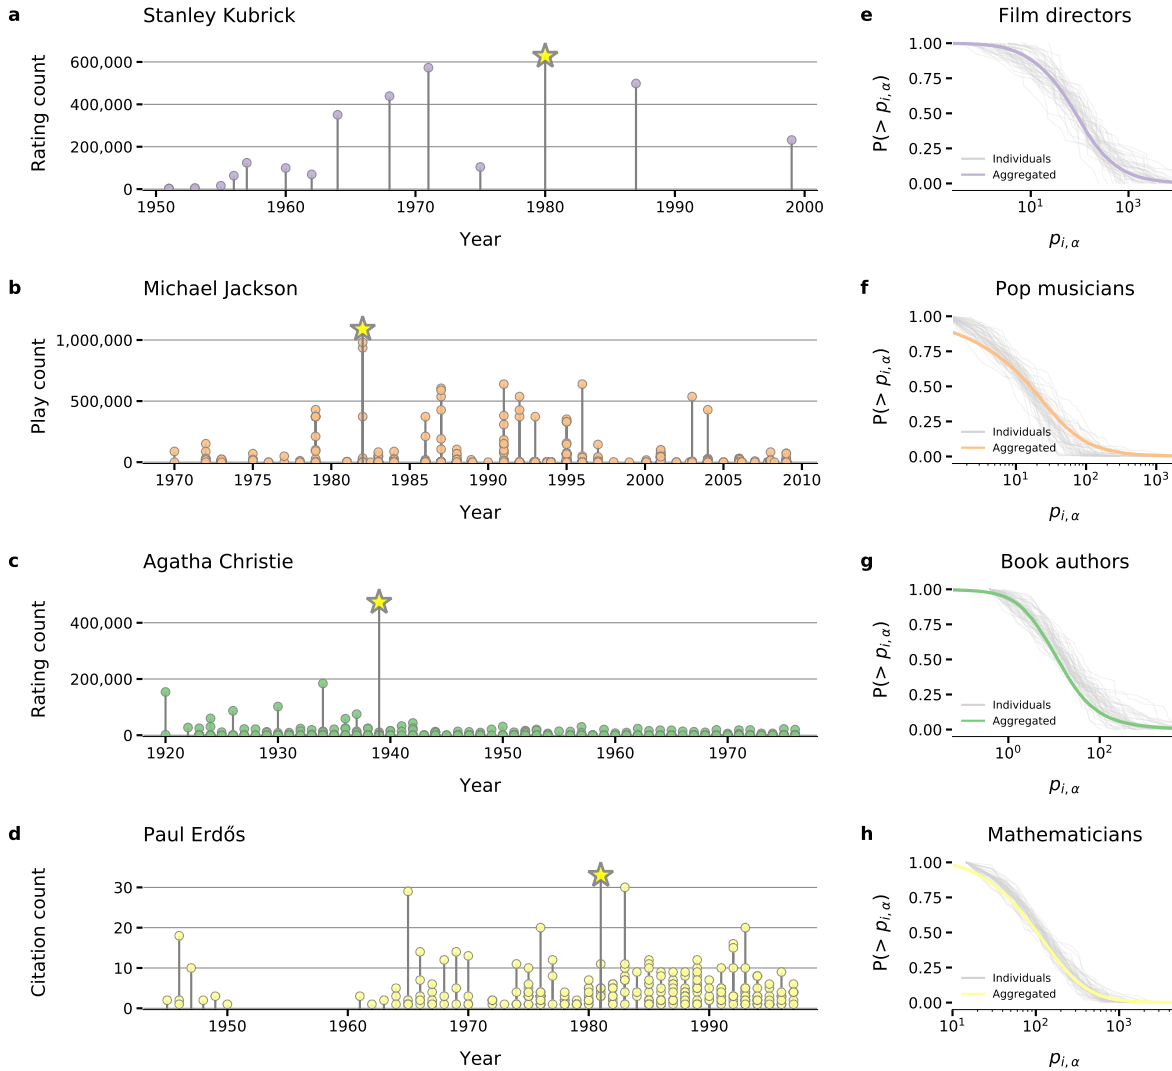 a
Stanley Kubrick
Rating count
600,000
400,000
200,000
0
1950 1960 1970 1980 1990 2000
Year
e
Film directors
P(> p_{i,α})
1.00
0.75
0.50
0.25
0.00
Individuals
Aggregated
10^1 10^3
p_{i,α}
b
Michael Jackson
Play count
1,000,000
500,000
0
1970 1975 1980 1985 1990 1995 2000 2005 2010
Year
f
Pop musicians
P(> p_{i,α})
1.00
0.75
0.50
0.25
0.00
Individuals
Aggregated
10^1 10^2 10^3
p_{i,α}
c
Agatha Christie
Rating count
400,000
200,000
0
1920 1930 1940 1950 1960 1970
Year
g
Book authors
P(> p_{i,α})
1.00
0.75
0.50
0.25
0.00
Individuals
Aggregated
10^0 10^2
p_{i,α}
d
Paul Erdős
Citation count
30
20
10
0
1950 1960 1970 1980 1990
Year
h
Mathematicians
P(> p_{i,α})
1.00
0.75
0.50
0.25
0.00
Individuals
Aggregated
10^1 10^2 10^3
p_{i,α}